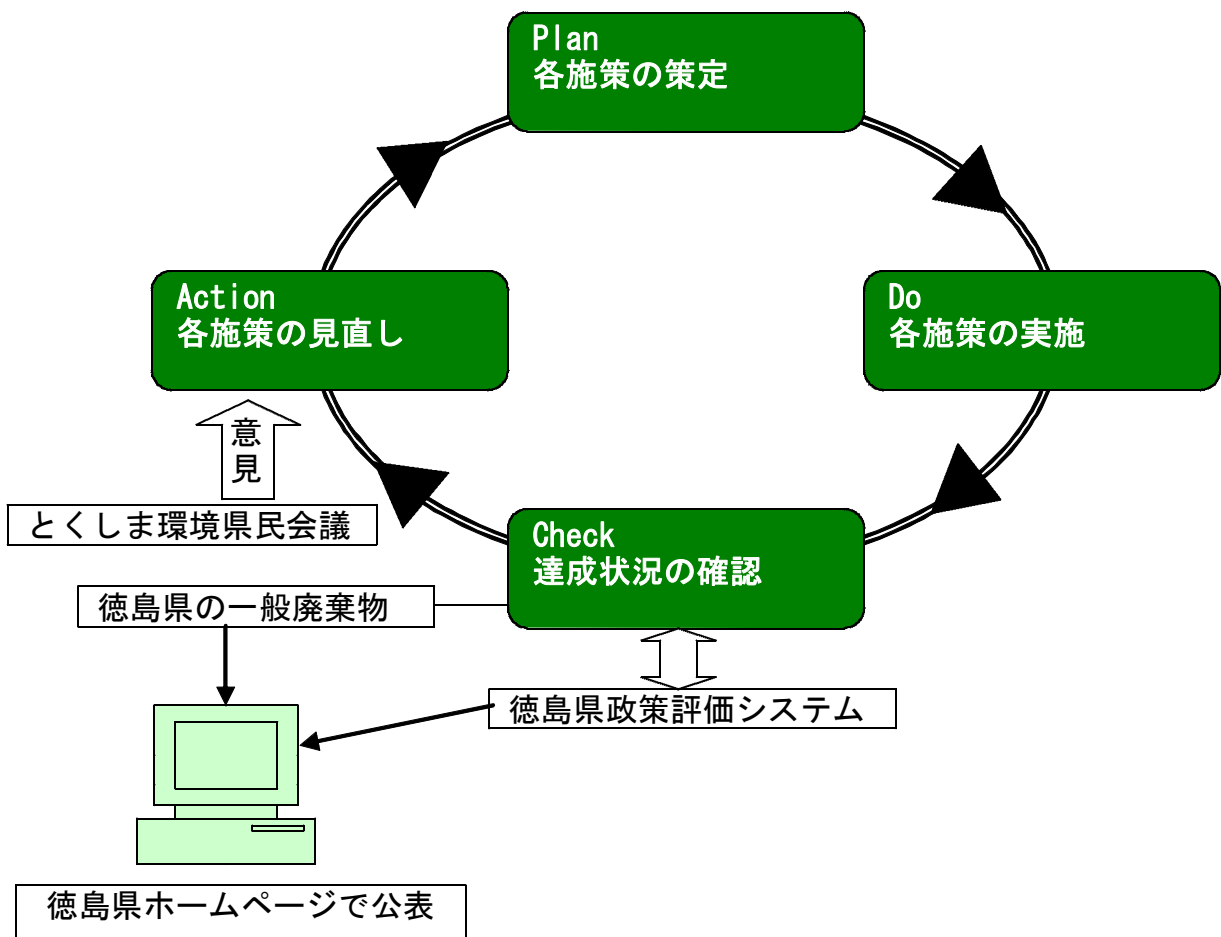 Plan
各施策の策定
Action
各施策の見直し
Do
各施策の実施
意
見
とくしま環境県民会議
Check
達成状況の確認
徳島県の一般廃棄物
徳島県政策評価システム
徳島県ホームページで公表